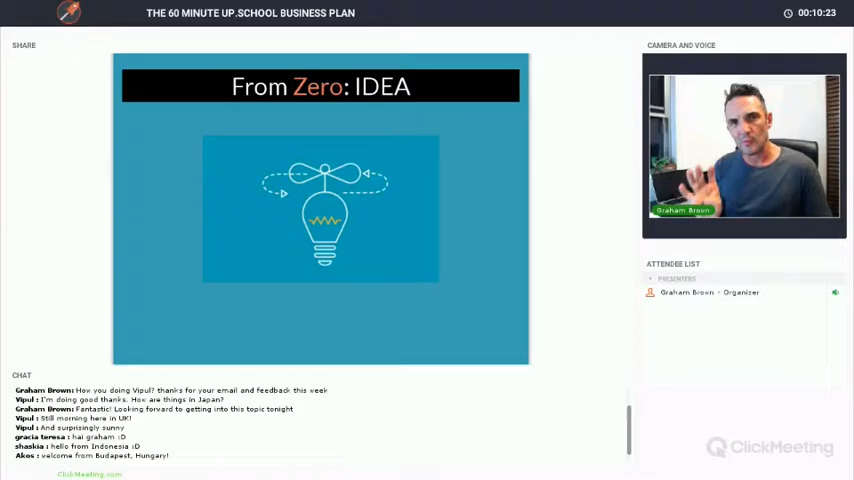 THE 60 MINUTE UP.SCHOOL BUSINESS PLAN
00:10:23
SHARE
From Zero: IDEA
CAMERA AND VOICE
Graham Brown
ATTENDEE LIST
PRESENTERS
Graham Brown - Organizer
CHAT
Graham Brown: How you doing Vipul? thanks for your email and feedback this week
Vipul : I'm doing good thanks. How are things in Japan?
Graham Brown: Fantastic! Looking forward to getting into this topic tonight
Vipul : Still morning here in UK!
Vipul : And surprisingly sunny
gracia teresa : hai graham :D
shaskia : hello from Indonesia :D
Akos : welcome from Budapest, Hungary!
ClickMeeting.com
ClickMeeting